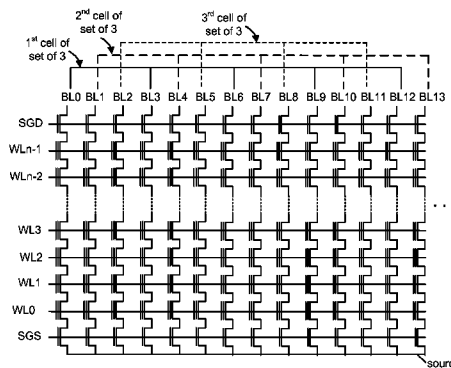 2nd cell of
set of 3
3rd cell of
set of 3
1st cell of
set of 3
BL0 BL1 BL2 BL3 BL4 BL5 BL6 BL7 BL8 BL9 BL10 BL11 BL12 BL13
SGD
WLn-1
WLn-2
. .
WL3
WL2
WL1
WL0
SGS
sourc